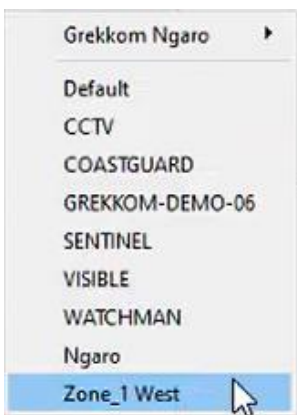 Grekkom Ngaro
Default
CCTV
COASTGUARD
GREKKOM-DEMO-06
SENTINEL
VISIBLE
WATCHMAN
Ngaro
Zone_1 West